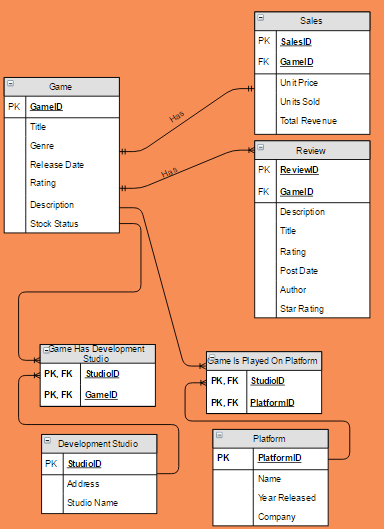 Sales
PK SalesID
FK GameID
Unit Price
Units Sold
Total Revenue
Game
PK GameID
Title
Genre
Release Date
Rating
Description
Stock Status
Has
Has
Review
PK ReviewID
FK GameID
Description
Title
Rating
Post Date
Author
Star Rating
Game Has Development
Studio
PK, FK StudioID
PK, FK GameID
Game Is Played On Platform
PK, FK StudioID
PK, FK PlatformID
Development Studio
PK StudioID
Address
Studio Name
Platform
PK PlatformID
Name
Year Released
Company